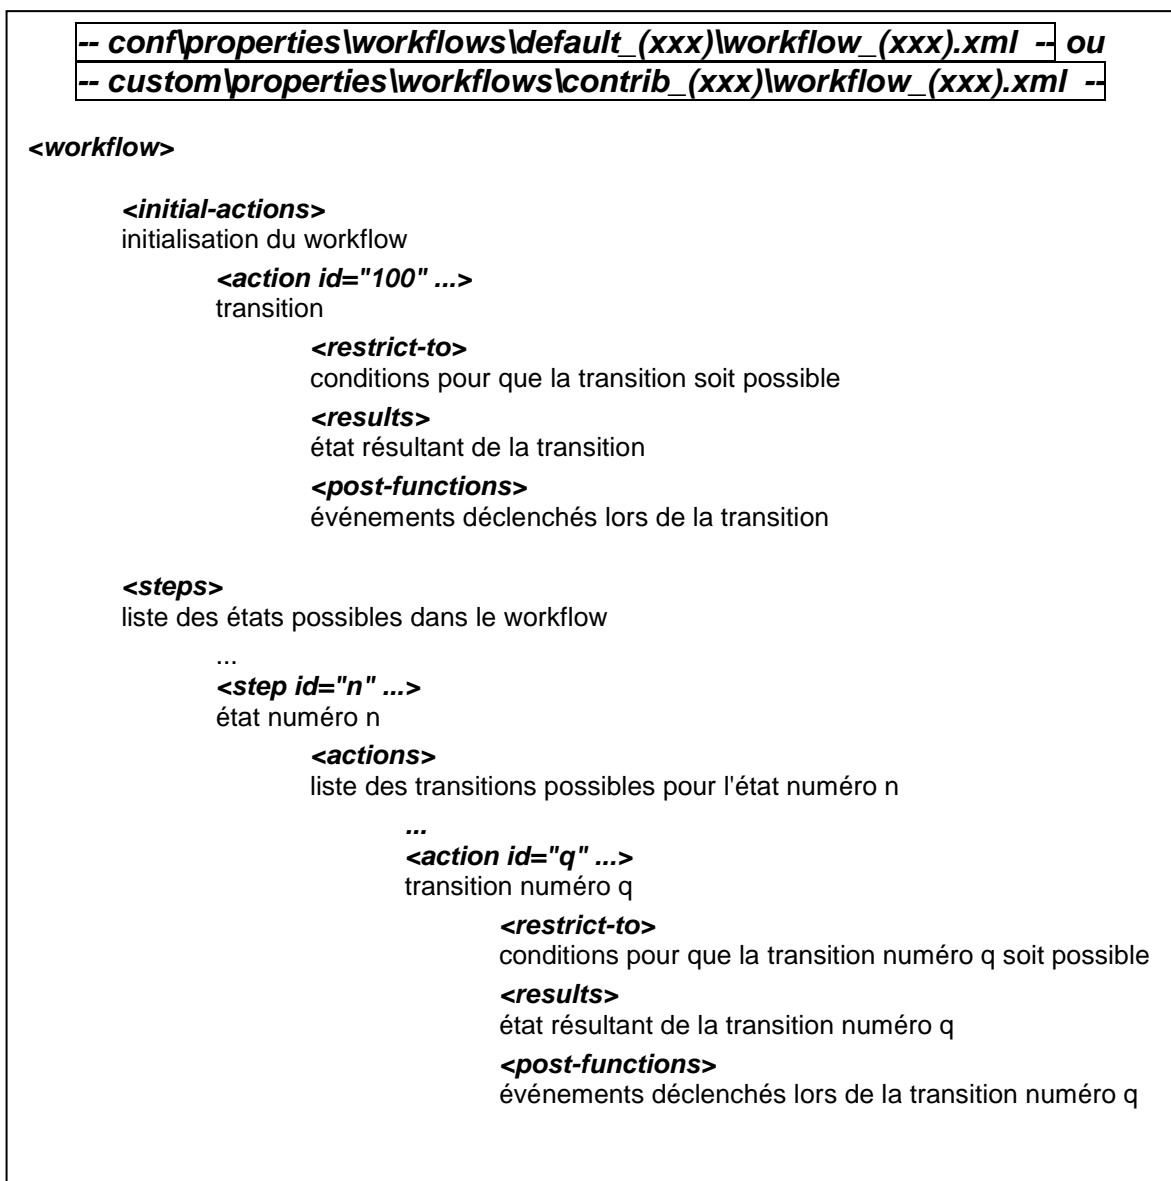 -- conf\properties\workflows\default_(xxx)\workflow_(xxx).xml -- ou
-- custom\properties\workflows\contrib_(xxx)\workflow_(xxx).xml --
<workflow>
<initial-actions>
initialisation du workflow
<action id="100" ...>
transition
<restrict-to>
conditions pour que la transition soit possible
<results>
état résultant de la transition
<post-functions>
événements déclenchés lors de la transition
<steps>
liste des états possibles dans le workflow
...
<step id="n" ...>
état numéro n
<actions>
liste des transitions possibles pour l'état numéro n
...
<action id="q" ...>
transition numéro q
<restrict-to>
conditions pour que la transition numéro q soit possible
<results>
état résultant de la transition numéro q
<post-functions>
événements déclenchés lors de la transition numéro q